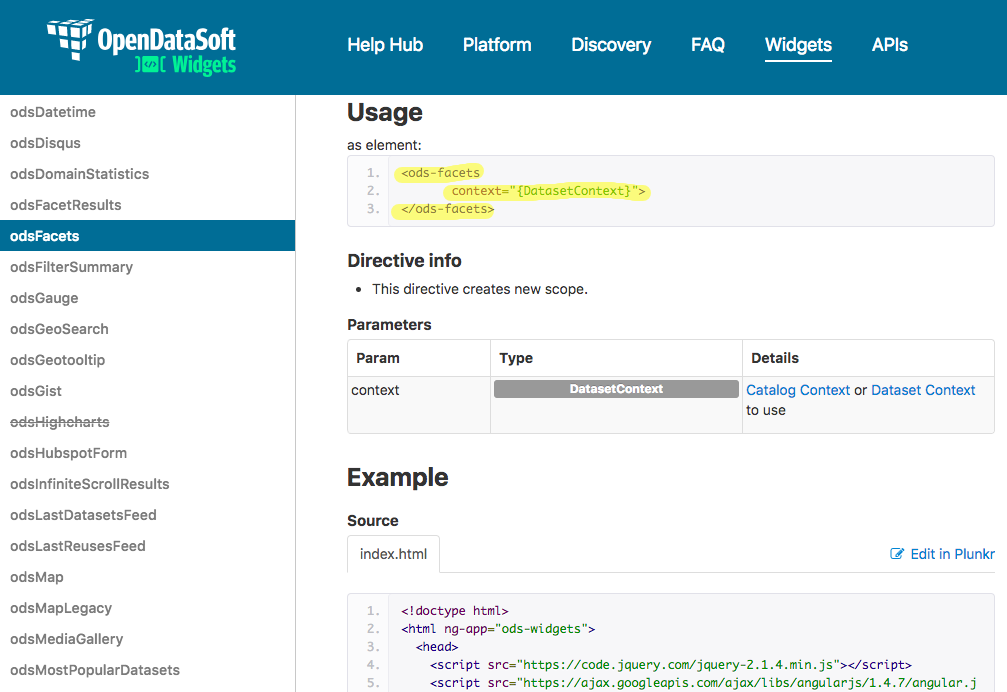 OpenDataSoft
Widgets
Help Hub
Platform
Discovery
FAQ
Widgets
APIs
odsDatetime
odsDisqus
odsDomainStatistics
odsFacetResults
odsFacets
odsFilterSummary
odsGauge
odsGeoSearch
odsGeotooltip
odsGist
odsHighcharts
odsHubspotForm
odsInfiniteScrollResults
odsLastDatasetsFeed
odsLastReusesFeed
odsMap
odsMapLegacy
odsMediaGallery
odsMostPopularDatasets
Usage
as element:
1. <ods-facets
2. context="{DatasetContext}">
3. </ods-facets>
Directive info
• This directive creates new scope.
Parameters
Param Type Details
context DatasetContext Catalog Context or Dataset Context
to use
Example
Source
index.html
Edit in Plunkr
1. <!doctype html>
2. <html ng-app="ods-widgets">
3. <head>
4. <script src="https://code.jquery.com/jquery-2.1.4.min.js"></script>
5. <script src="https://ajax.googleapis.com/ajax/libs/angularjs/1.4.7/angular.j